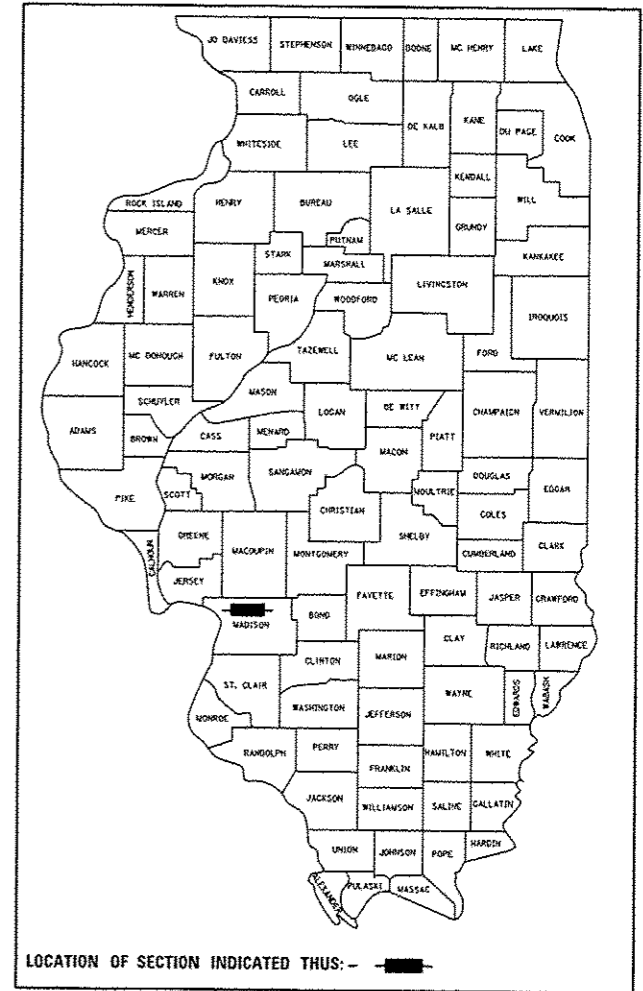 JO DAVIESS
STEPHENSON
WINNEBAGO
BOONE
MC HENRY
LAKE
CARROLL
OGLE
DE KALB
KANE
DU PAGE
COOK
WHITESIDE
LEE
KENDALL
WILL
ROCK ISLAND
HENRY
BUREAU
LA SALLE
GRUNDY
MERCER
PUTNAM
KANKAKEE
STARK
MARSHALL
HENDERSON
WARREN
KNOX
PEORIA
WOODFORD
LIVINGSTON
IROQUOIS
HANCOCK
MC DONOUGH
FULTON
TAZEWELL
MC LEAN
FORD
SCHUYLER
MASON
LOGAN
DE WITT
CHAMPAIGN
VERMILION
ADAMS
BROWN
CASS
MENARD
MACON
PIATT
PIKE
SCOTT
MORGAN
SANGAMON
CHRISTIAN
MOULTRIE
DOUGLAS
EDGAR
COLES
CALHOUN
GREENE
MACOUPIN
MONTGOMERY
SHELBY
CUMBERLAND
CLARK
JERSEY
FAYETTE
EFFINGHAM
JASPER
CRAWFORD
MADISON
BOND
CLAY
RICHLAND
LAWRENCE
CLINTON
MARION
ST. CLAIR
WAYNE
EDWARDS
WABASH
MONROE
WASHINGTON
JEFFERSON
RANDOLPH
PERRY
HAMILTON
WHITE
FRANKLIN
JACKSON
WILLIAMSON
SALINE
GALLATIN
UNION
JOHNSON
POPE
HARDIN
ALEXANDER
PULASKI
MASSAC
LOCATION OF SECTION INDICATED THUS: -